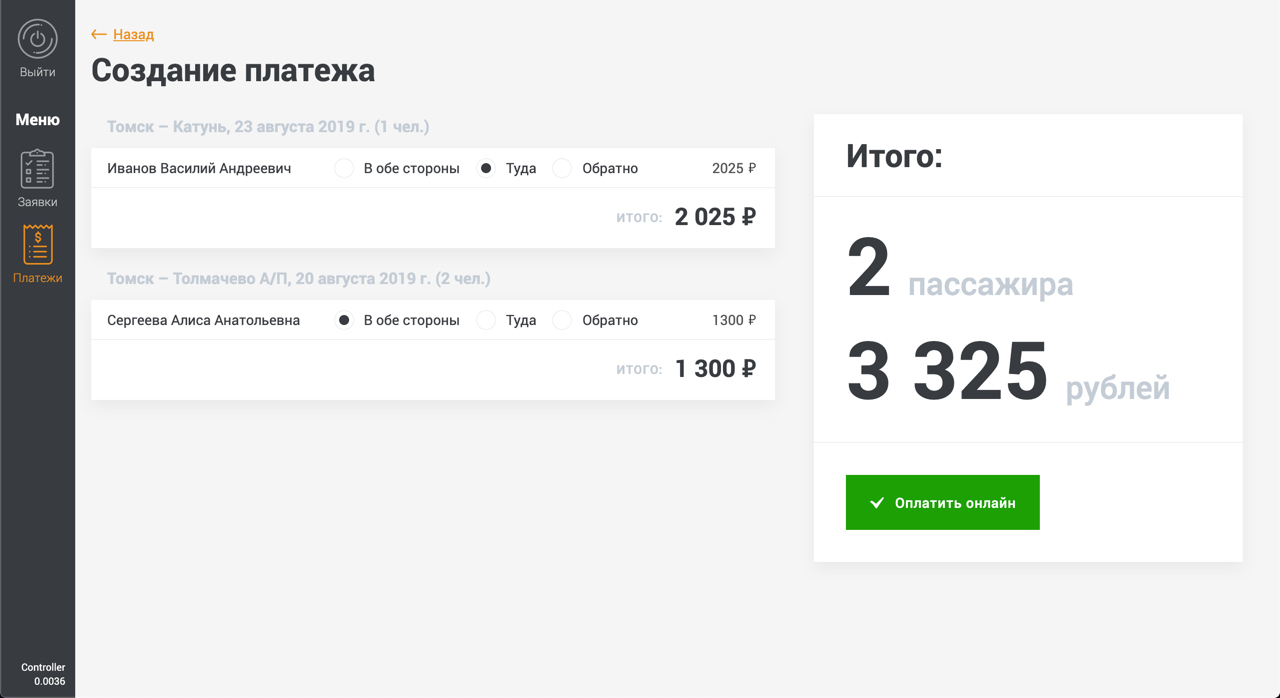 Выйти
Меню
Заявки
Платежи
Controller
0.0036
← Назад
Создание платежа
Томск – Катунь, 23 августа 2019 г. (1 чел.)
Иванов Василий Андреевич В обе стороны Туда Обратно 2025 ₽
итого: 2 025 ₽
Томск – Толмачево А/П, 20 августа 2019 г. (2 чел.)
Сергеева Алиса Анатольевна В обе стороны Туда Обратно 1300 ₽
итого: 1 300 ₽
Итого:
2 пассажира
3 325 рублей
Оплатить онлайн